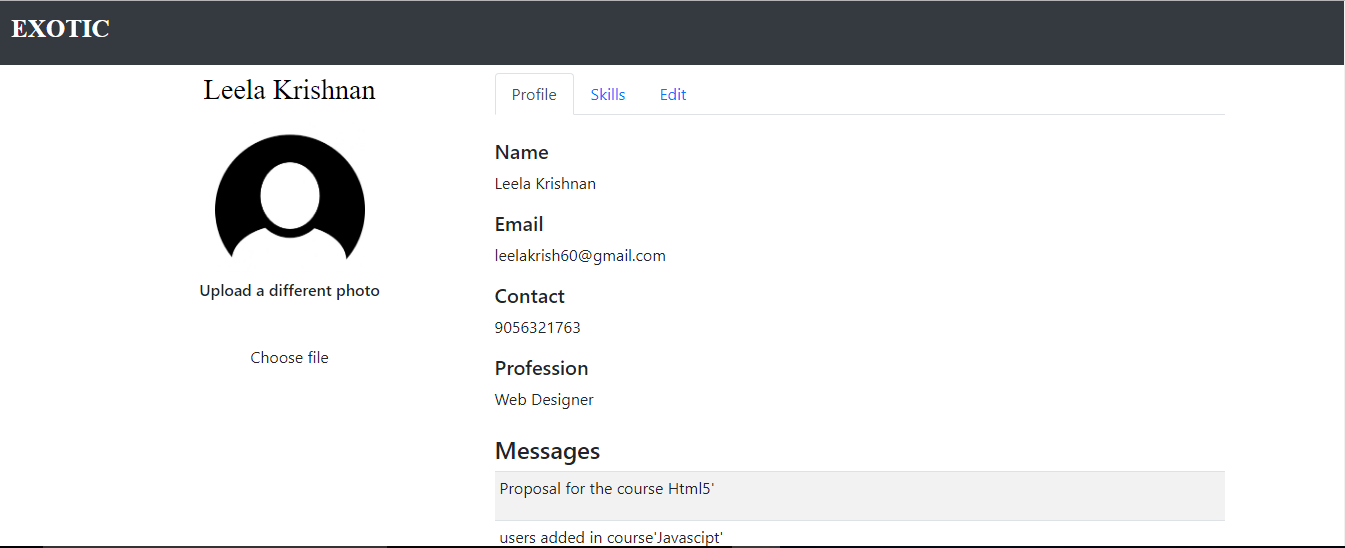 EXOTIC
Leela Krishnan
Upload a different photo
Choose file
Profile Skills Edit
Name
Leela Krishnan
Email
leelakrish60@gmail.com
Contact
9056321763
Profession
Web Designer
Messages
Proposal for the course Html5'
users added in course'Javascipt'